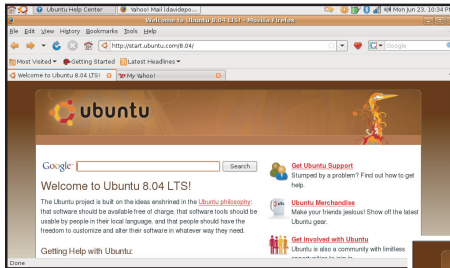 Ubuntu Help Center
Yahoo! Mail (davidepo...
Mon Jun 23, 10:34 P
Welcome to Ubuntu 8.04 LTS! - Mozilla Firefox
File Edit View History Bookmarks Tools Help
http://start.ubuntu.com/8.04/
Google
Most Visited Getting Started Latest Headlines
Welcome to Ubuntu 8.04 LTS!
My Yahoo!
ubuntu
Google Search
Welcome to Ubuntu 8.04 LTS!
The Ubuntu project is built on the ideas enshrined in the Ubuntu philosophy:
that software should be available free of charge, that software tools should be
usable by people in their local language, and that people should have the
freedom to customize and alter their software in whatever way they need.
Getting Help with Ubuntu:
Get Ubuntu Support
Stumped by a problem? Find out how to get
help.
Ubuntu Merchandise
Make your friends jealous! Show off the latest
Ubuntu gear.
Get Involved with Ubuntu
Ubuntu is also a community with limitless
opportunities to join in
Done